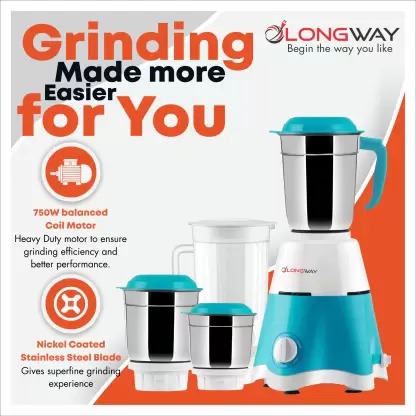 Grinding
Made more
Easier
for You
LONGWAY
Begin the way you like
750W balanced
Coil Motor
Heavy Duty motor to ensure
grinding efficiency and
better performance.
Nickel Coated
Stainless Steel Blade
Gives superfine grinding
experience
LONGWAY